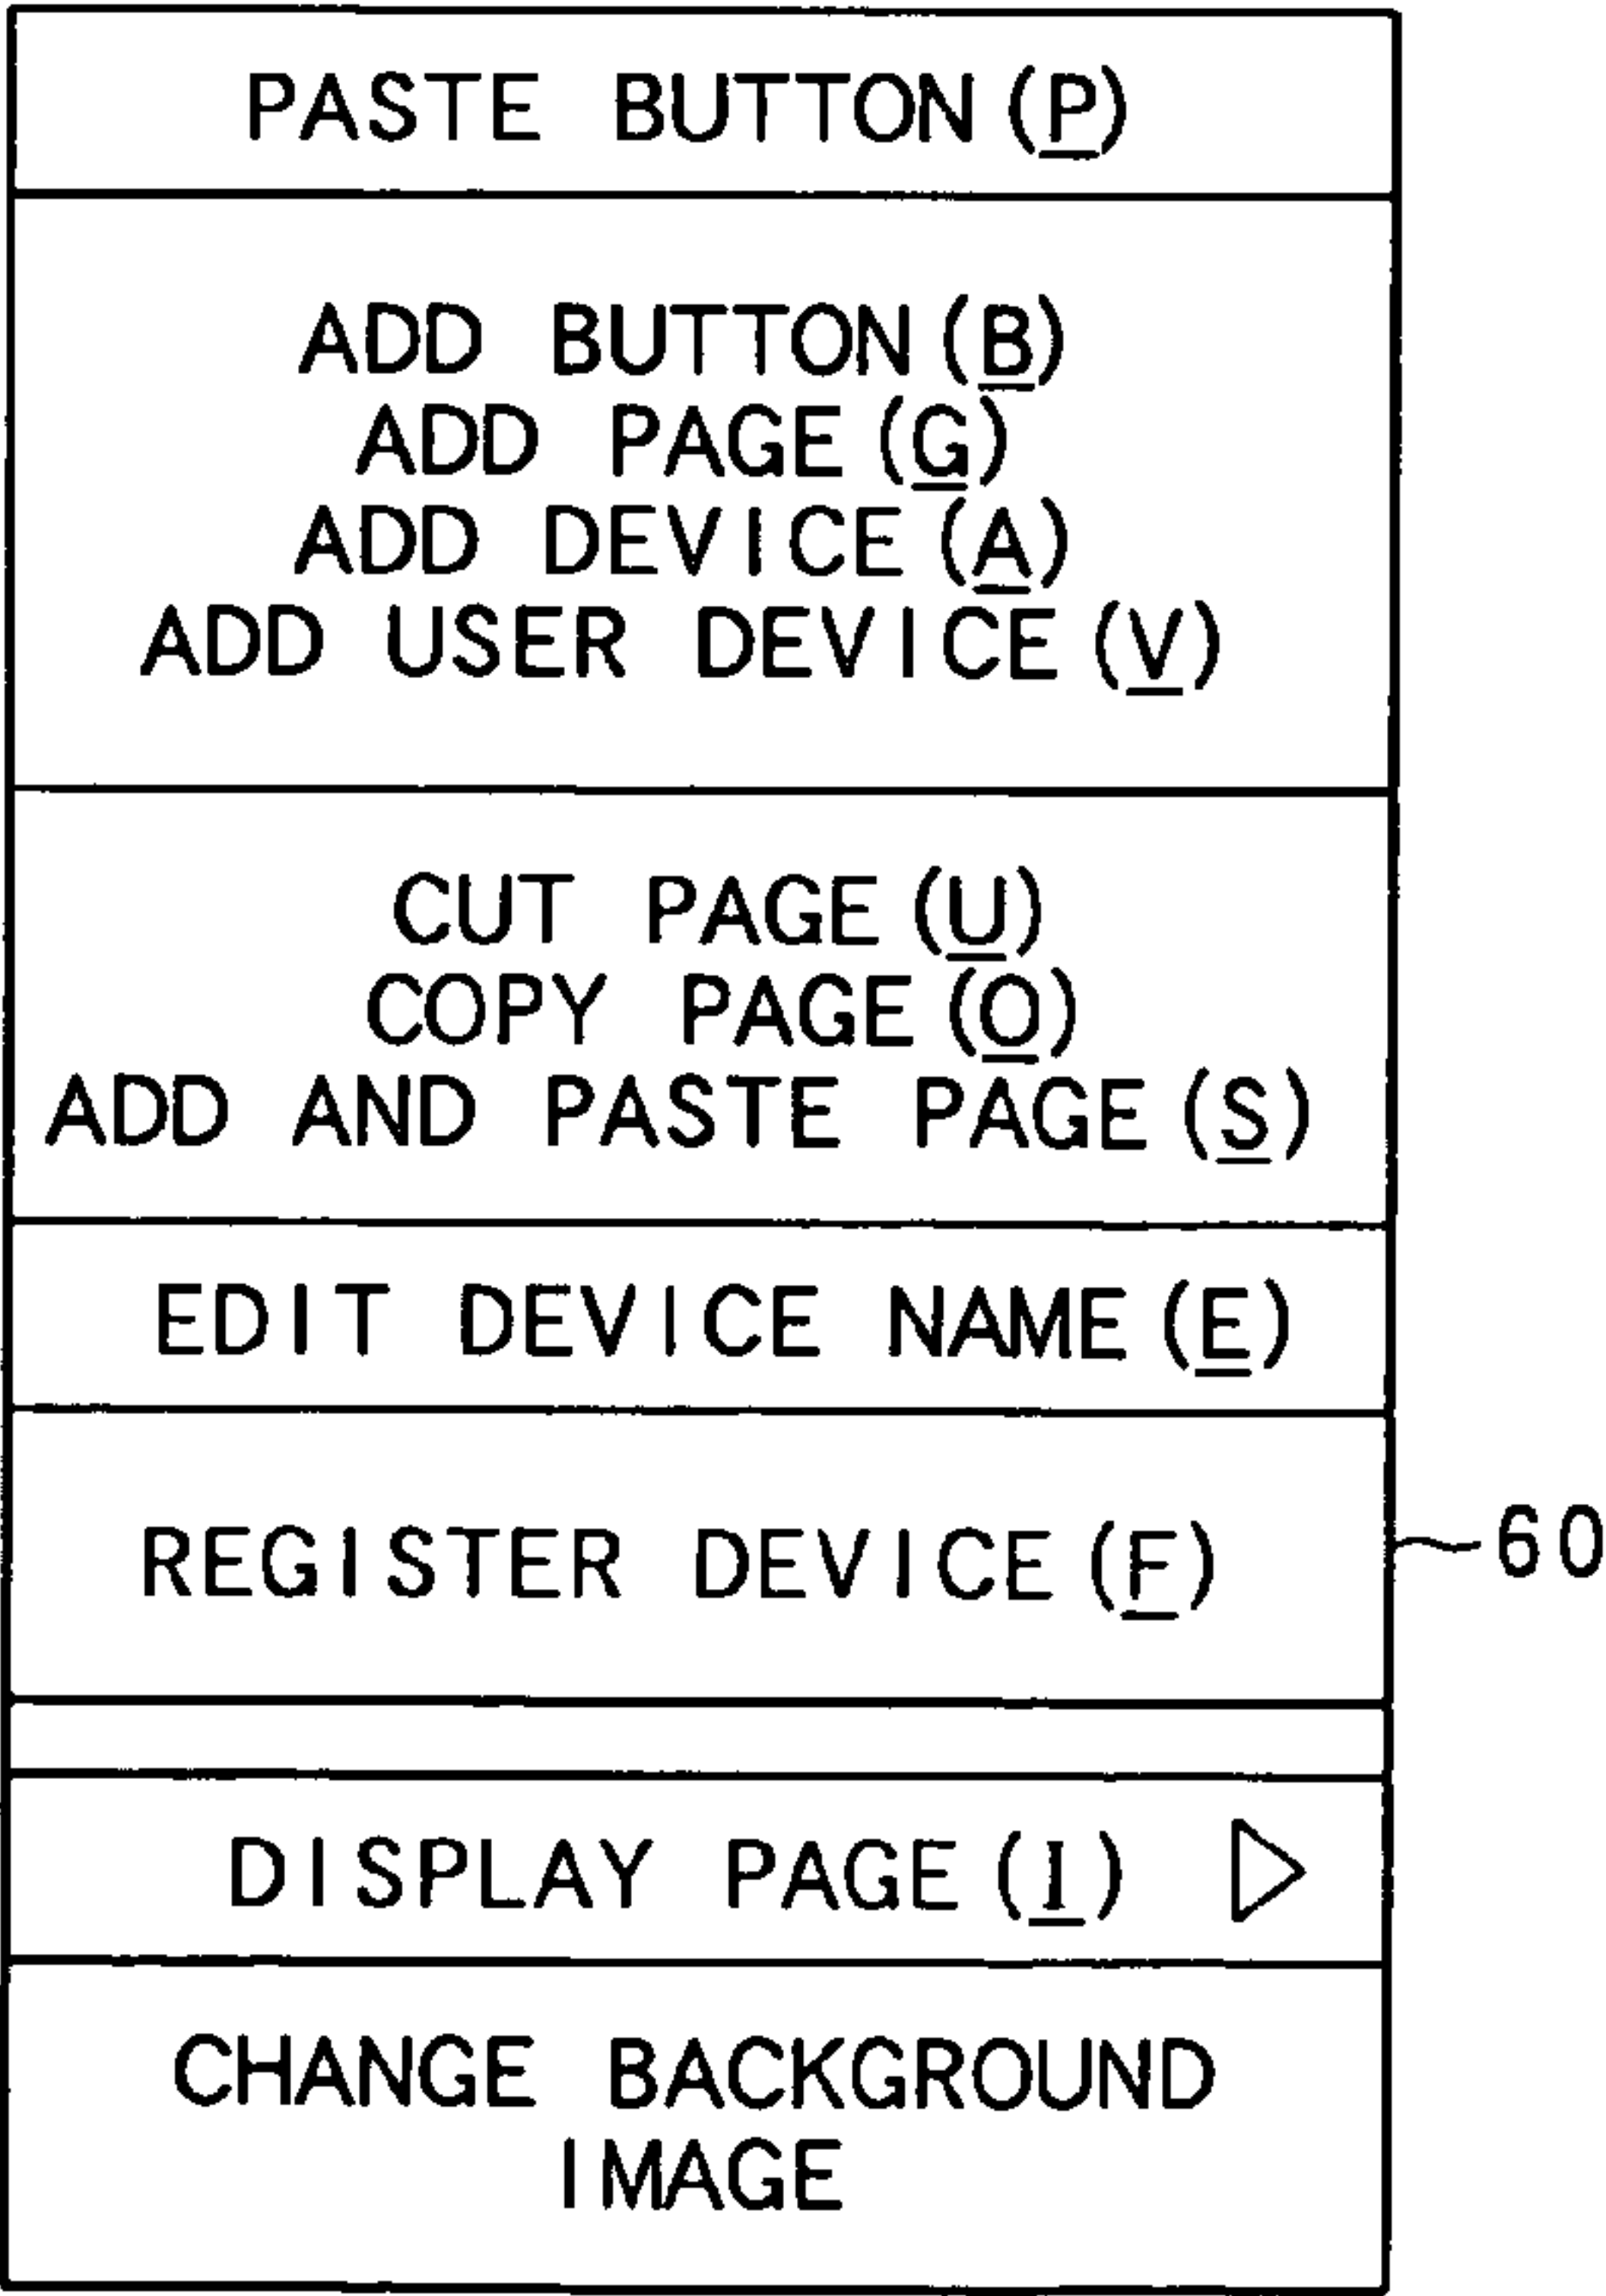 PASTE BUTTON(P)
ADD BUTTON(B)
ADD PAGE(G)
ADD DEVICE(A)
ADD USER DEVICE(V)
CUT PAGE(U)
COPY PAGE(O)
ADD AND PASTE PAGE(S)
EDIT DEVICE NAME(E)
REGISTER DEVICE(F)
60
DISPLAY PAGE(I)
CHANGE BACKGROUND
IMAGE